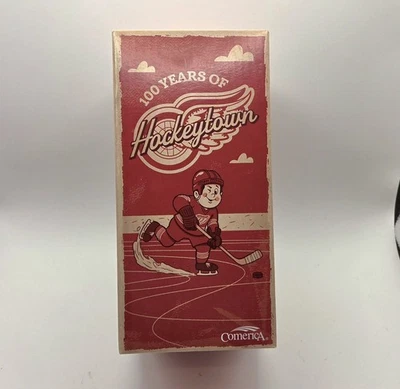 100 YEARS OF
Hockeytown
Comerica